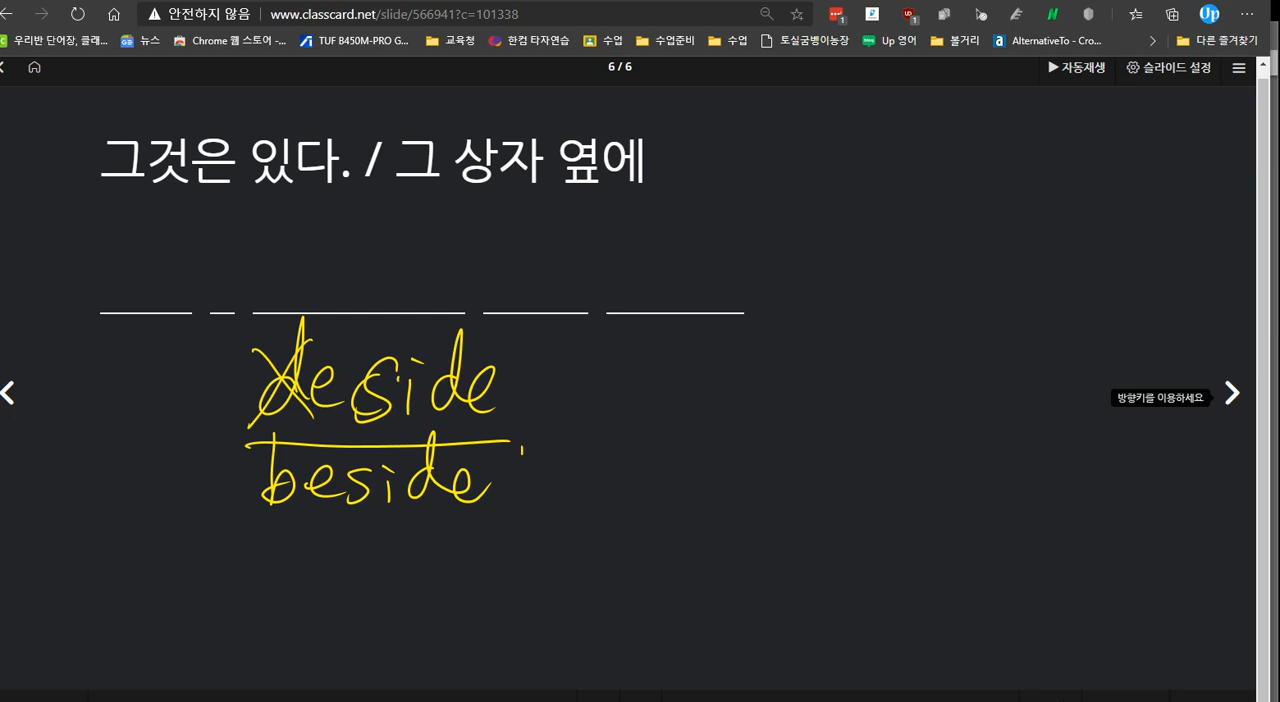 안전하지 않음 www.classcard.net/slide/566941?c=101338
우리반 단어장, 클래... 뉴스 Chrome 웹 스토어 -... TUF B450M-PRO G... 교육청 한컴 타자연습 수업 수업준비 수업 토실굼벵이농장 Up 영어 볼거리 AlternativeTo - Cro... 다른 즐겨찾기
6 / 6 자동재생 슬라이드 설정
그것은 있다. / 그 상자 옆에
deside
방향키를 이용하세요
beside